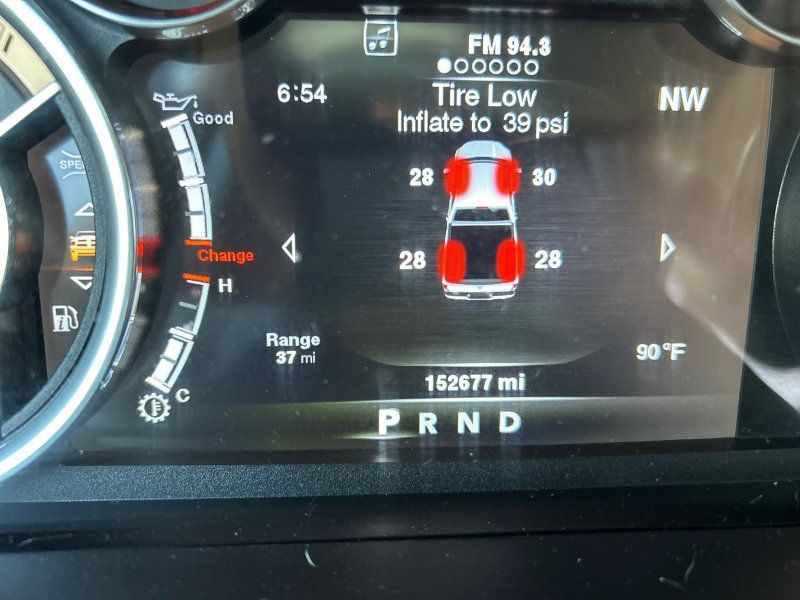 FM 94.3
6:54
Tire Low
NW
Inflate to 39 psi
Good
28
30
28
28
Change
H
Range
37 mi
90°F
152677 mi
C
P R N D